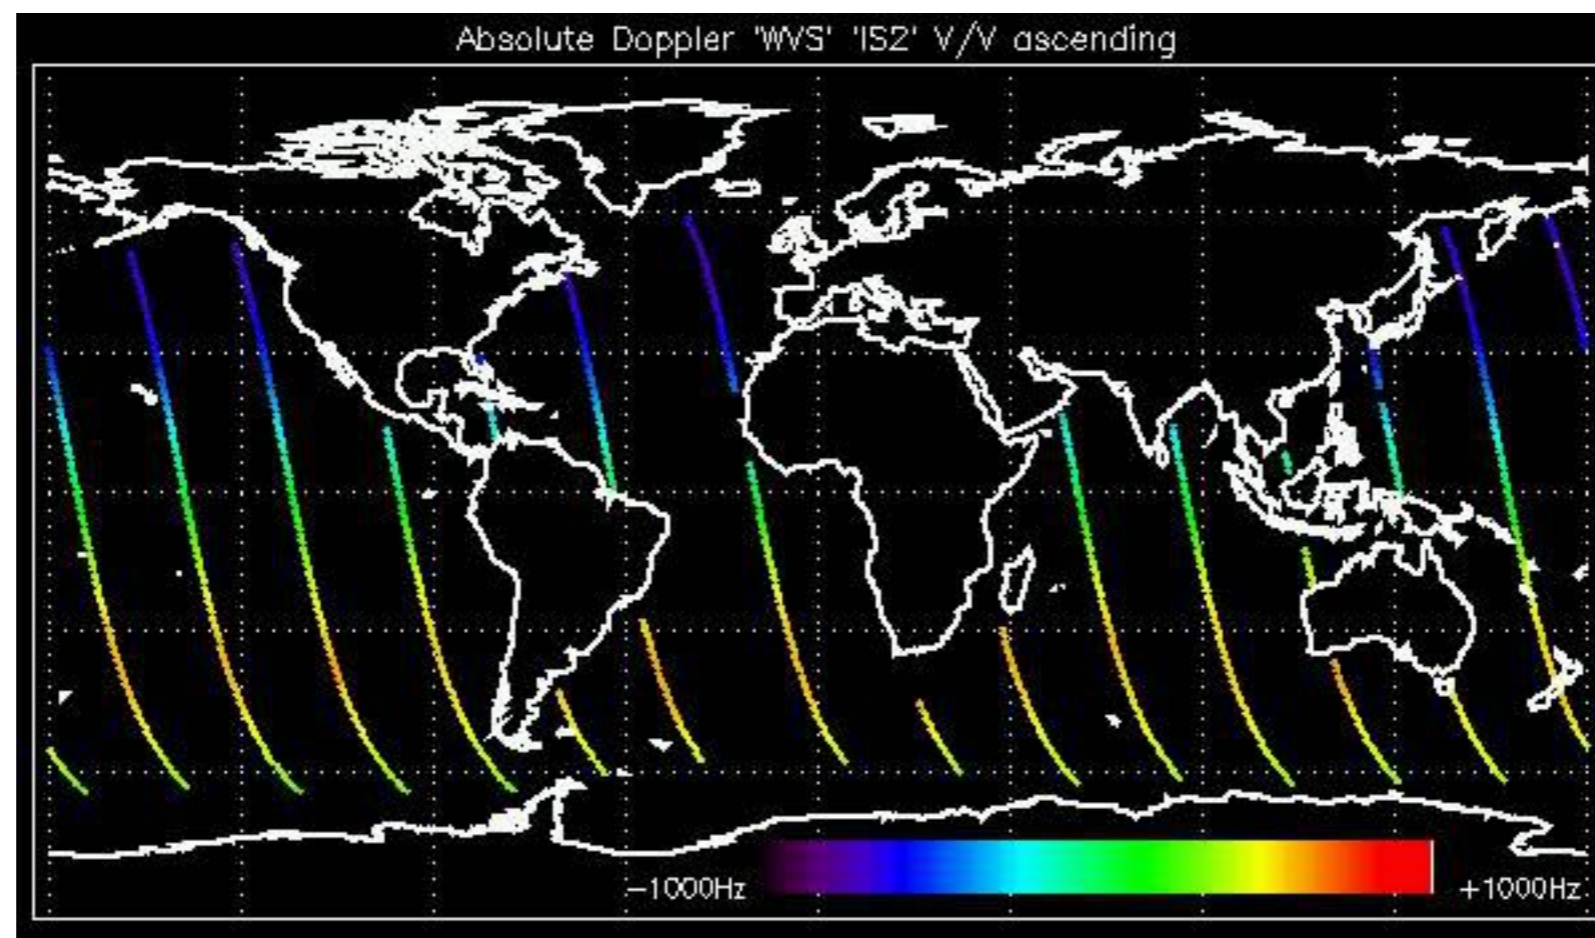 Absolute Doppler 'WVS' 'IS2' V/V ascending
−1000Hz +1000Hz